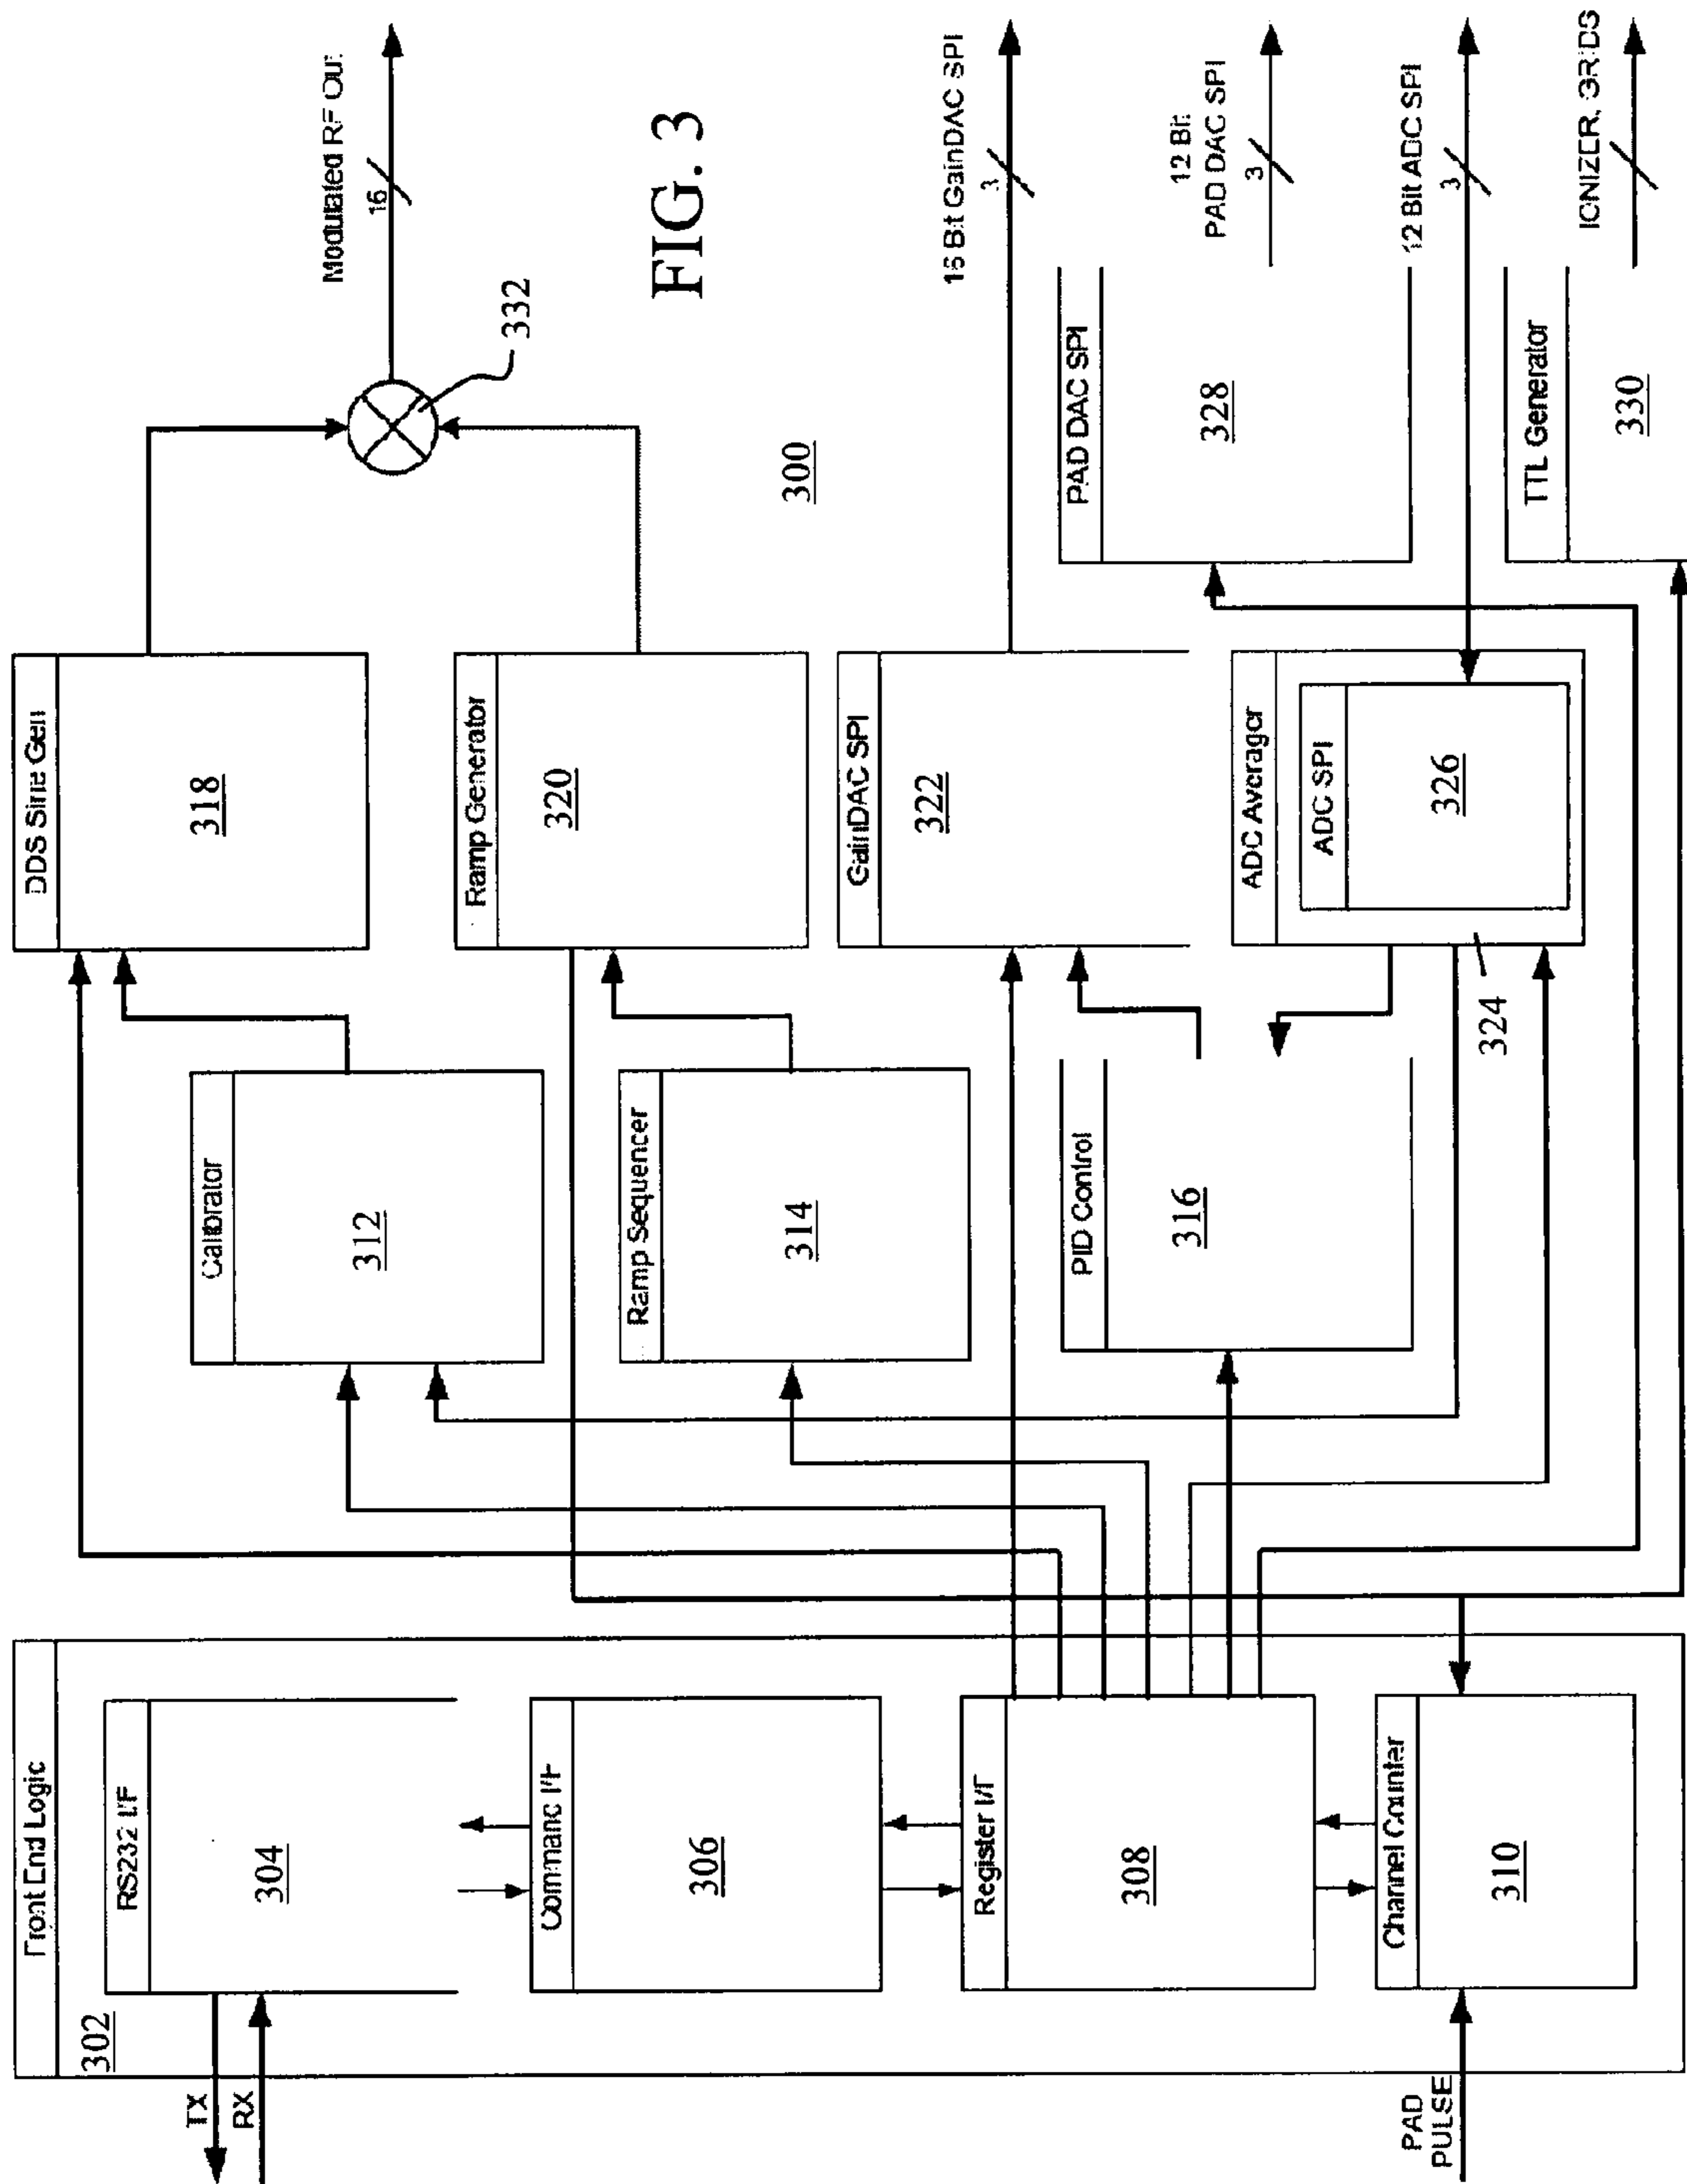 Front End Logic
302
TX
RX
RS232 I/F
304
Command I/F
306
Register I/F
308
Channel Counter
310
PAD
PULSE
Calibrator
312
Ramp Sequencer
314
PID Control
316
DDS Sine Gen
318
Ramp Generator
320
GainDAC SPI
322
ADC Averager
ADC SPI
326
324
332
300
PAD DAC SPI
328
TTL Generator
330
Modulated RF Out
16
FIG. 3
16 Bit GainDAC SPI
3
12 Bit
PAD DAC SPI
3
12 Bit ADC SPI
3
IONIZER, GRIDS